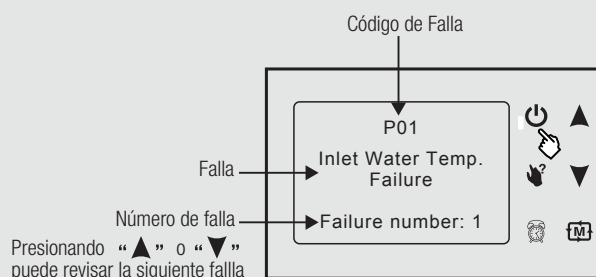 Código de Falla
P01
Inlet Water Temp.
Failure
Falla
Número de falla
Failure number: 1
Presionando “▲” o “▼”
puede revisar la siguiente fallla
?
M